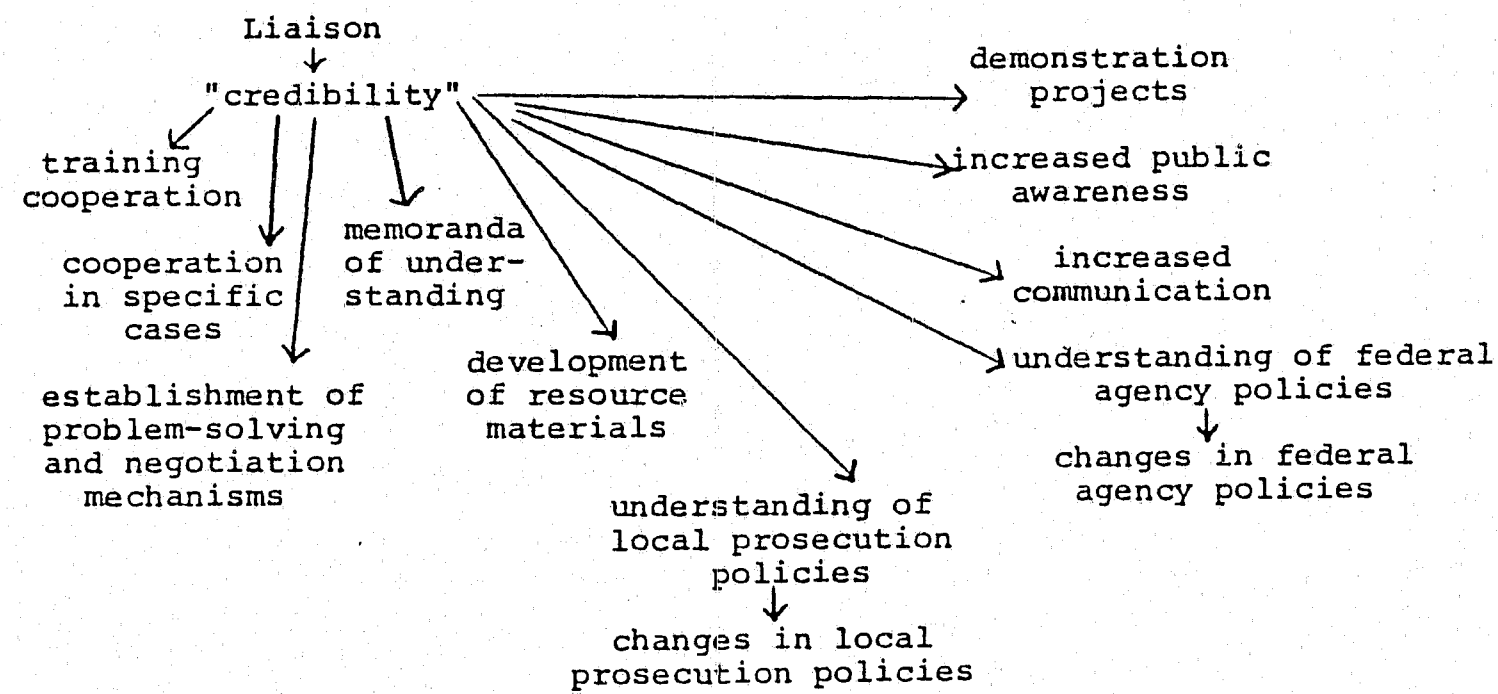 Liaison
"credibility"
training
cooperation
cooperation
in specific
cases
establishment of
problem-solving
and negotiation
mechanisms
memoranda
of under-
standing
development
of resource
materials
understanding of
local prosecution
policies
changes in local
prosecution policies
demonstration
projects
increased public
awareness
increased
communication
understanding of federal
agency policies
changes in federal
agency policies